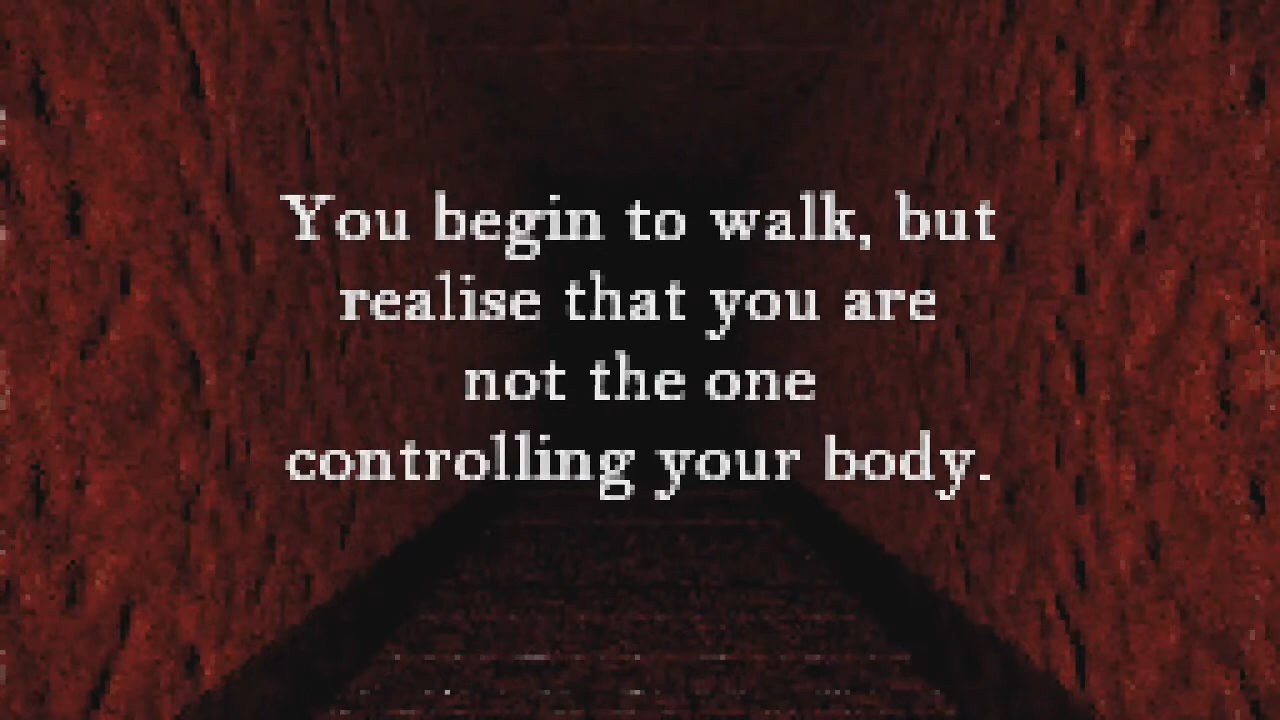 You begin to walk, but
realise that you are
not the one
controlling your body.